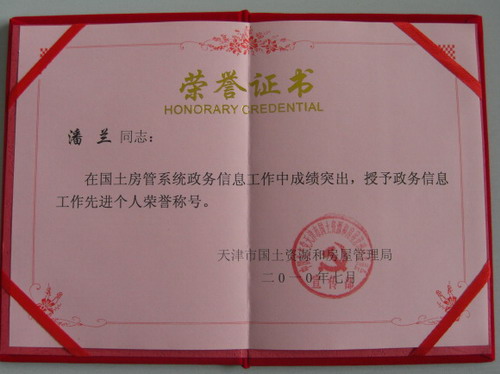 荣誉证书
HONORARY CREDENTIAL
潘 兰 同志：
在国土房管系统政务信息工作中成绩突出，授予政务信息
工作先进个人荣誉称号。
天津市国土资源和房屋管理局
二〇一〇年七月